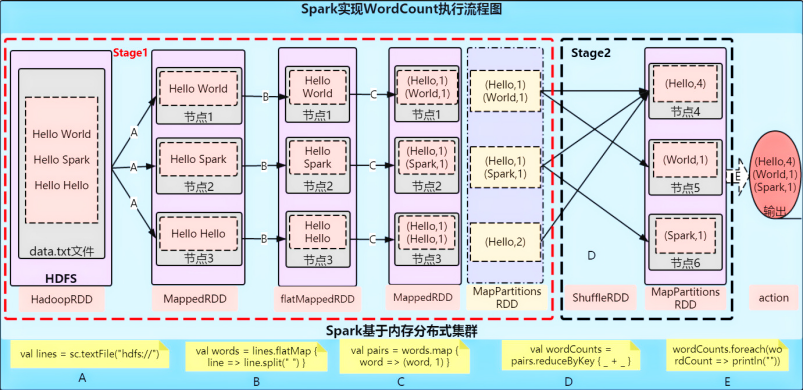 Spark实现WordCount执行流程图
Stage1
Stage2
Hello World
Hello Spark
Hello Hello
data.txt文件
HDFS
HadoopRDD
A
A
A
Hello World
节点1
Hello Spark
节点2
Hello Hello
节点3
MappedRDD
B
B
B
Hello
World
节点1
Hello
Spark
节点2
Hello
Hello
节点3
flatMappedRDD
C
C
C
(Hello,1)
(World,1)
节点1
(Hello,1)
(Spark,1)
节点2
(Hello,1)
(Hello,1)
节点3
MappedRDD
(Hello,1)
(World,1)
(Hello,1)
(Spark,1)
(Hello,2)
MapPartitions
RDD
D
ShuffleRDD
(Hello,4)
节点4
(World,1)
节点5
(Spark,1)
节点6
MapPartitions
RDD
E
(Hello,4)
(World,1)
(Spark,1)
输出
action
Spark基于内存分布式集群
val lines = sc.textFile("hdfs://")
A
val words = lines.flatMap {
line => line.split(" ") }
B
val pairs = words.map {
word => (word, 1) }
C
val wordCounts =
pairs.reduceByKey { _ + _ }
D
wordCounts.foreach(wo
rdCount => println(""))
E